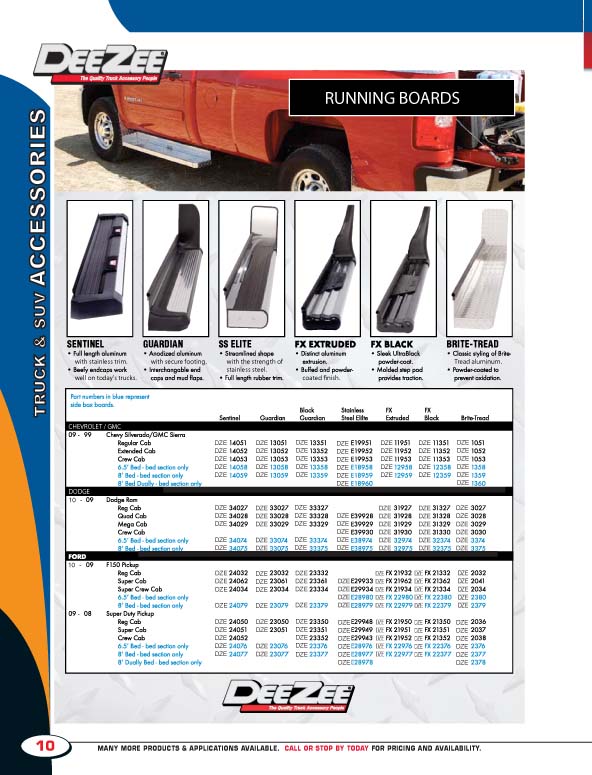 DEEZEE
The Quality Truck Accessory People
RUNNING BOARDS
TRUCK & SUV ACCESSORIES
SENTINEL
• Full length aluminum
with stainless trim.
• Beefy endcaps work
well on today's trucks.
GUARDIAN
• Anodized aluminum
with secure footing.
• Interchangable end
caps and mud flaps.
SS ELITE
• Streamlined shape
with the strength of
stainless steel.
• Full length rubber trim.
FX EXTRUDED
• Distinct aluminum
extrusion.
• Buffed and powder-
coated finish.
FX BLACK
• Sleek UltraBlack
powder-coat.
• Molded step pad
provides traction.
BRITE-TREAD
• Classic styling of Brite-
Tread aluminum.
• Powder-coated to
prevent oxidation.
Part numbers in blue represent
side box boards.
Sentinel Guardian Black Guardian Stainless Steel Elite FX Extruded FX Black Brite-Tread
CHEVROLET / GMC
09 - 99 Chevy Silverado/GMC Sierra
Regular Cab DZE 14051 DZE 13051 DZE 13351 DZE E19951 DZE 11951 DZE 11351 DZE 1051
Extended Cab DZE 14052 DZE 13052 DZE 13352 DZE E19952 DZE 11952 DZE 11352 DZE 1052
Crew Cab DZE 14053 DZE 13053 DZE 13353 DZE E19953 DZE 11953 DZE 11353 DZE 1053
6.5' Bed - bed section only DZE 14058 DZE 13058 DZE 13358 DZE E18958 DZE 12958 DZE 12358 DZE 1358
8' Bed - bed section only DZE 14059 DZE 13059 DZE 13359 DZE E18959 DZE 12959 DZE 12359 DZE 1359
8' Bed Dually - bed section only DZE E18960 DZE 1360
DODGE
10 - 09 Dodge Ram
Reg Cab DZE 34027 DZE 33027 DZE 33327 DZE 31927 DZE 31327 DZE 3027
Quad Cab DZE 34028 DZE 33028 DZE 33328 DZE E39928 DZE 31928 DZE 31328 DZE 3028
Mega Cab DZE 34029 DZE 33029 DZE 33329 DZE E39929 DZE 31929 DZE 31329 DZE 3029
Crew Cab DZE E39930 DZE 31930 DZE 31330 DZE 3030
6.5' Bed - bed section only DZE 34074 DZE 33074 DZE 33374 DZE E38974 DZE 32974 DZE 32374 DZE 3374
8' Bed - bed section only DZE 34075 DZE 33075 DZE 33375 DZE E38975 DZE 32975 DZE 32375 DZE 3375
FORD
10 - 09 F150 Pickup
Reg Cab DZE 24032 DZE 23032 DZE 23332 DZE FX 21932 DZE FX 21332 DZE 2032
Super Cab DZE 24062 DZE 23061 DZE 23361 DZE E29933 DZE FX 21962 DZE FX 21362 DZE 2041
Super Crew Cab DZE 24034 DZE 23034 DZE 23334 DZE E29934 DZE FX 21934 DZE FX 21334 DZE 2034
6.5' Bed - bed section only DZE E28980 DZE FX 22980 DZE FX 22380 DZE 2380
8' Bed - bed section only DZE 24079 DZE 23079 DZE 23379 DZE E28979 DZE FX 22979 DZE FX 22379 DZE 2379
09 - 08 Super Duty Pickup
Reg Cab DZE 24050 DZE 23050 DZE 23350 DZE E29948 DZE FX 21950 DZE FX 21350 DZE 2036
Super Cab DZE 24051 DZE 23051 DZE 23351 DZE E29949 DZE FX 21951 DZE FX 21351 DZE 2037
Crew Cab DZE 24052 DZE 23352 DZE E29943 DZE FX 21952 DZE FX 21352 DZE 2038
6.5' Bed - bed section only DZE 24076 DZE 23076 DZE 23376 DZE E28976 DZE FX 22976 DZE FX 22376 DZE 2376
8' Bed - bed section only DZE 24077 DZE 23077 DZE 23377 DZE E28977 DZE FX 22977 DZE FX 22377 DZE 2377
8' Dually Bed - bed section only DZE E28978 DZE 2378
DEEZEE
The Quality Truck Accessory People
10
MANY MORE PRODUCTS & APPLICATIONS AVAILABLE. CALL OR STOP BY TODAY FOR PRICING AND AVAILABILITY.